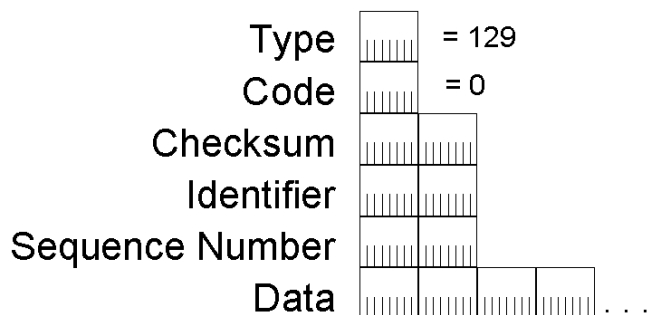 Type = 129
Code = 0
Checksum
Identifier
Sequence Number
Data . . .